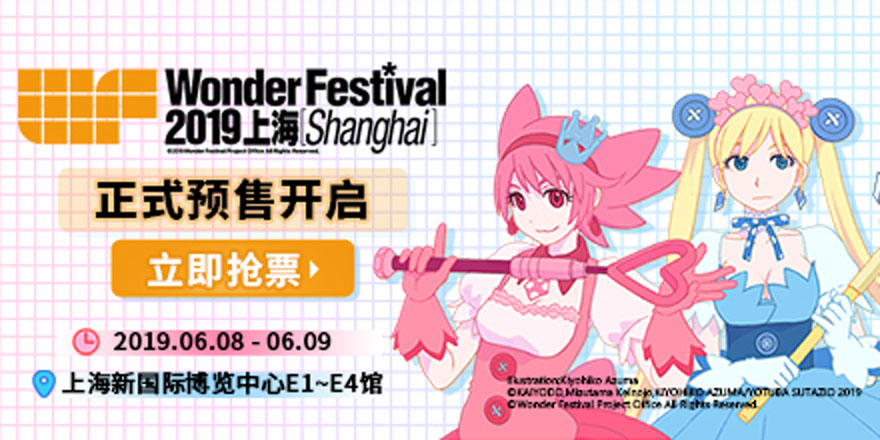 Wonder Festival
2019上海[Shanghai]
©2019 Wonder Festival Project Office All Rights Reserved.
正式预售开启
立即抢票
2019.06.08 - 06.09
上海新国际博览中心E1~E4馆
Illustration:Kiyohiko Azuma
©KAIYODO,Mizutama Keinojo,KIYOHIKO AZUMA/YOTUBA SUTAZIO 2019
©Wonder Festival Project Office All Rights Reserved.